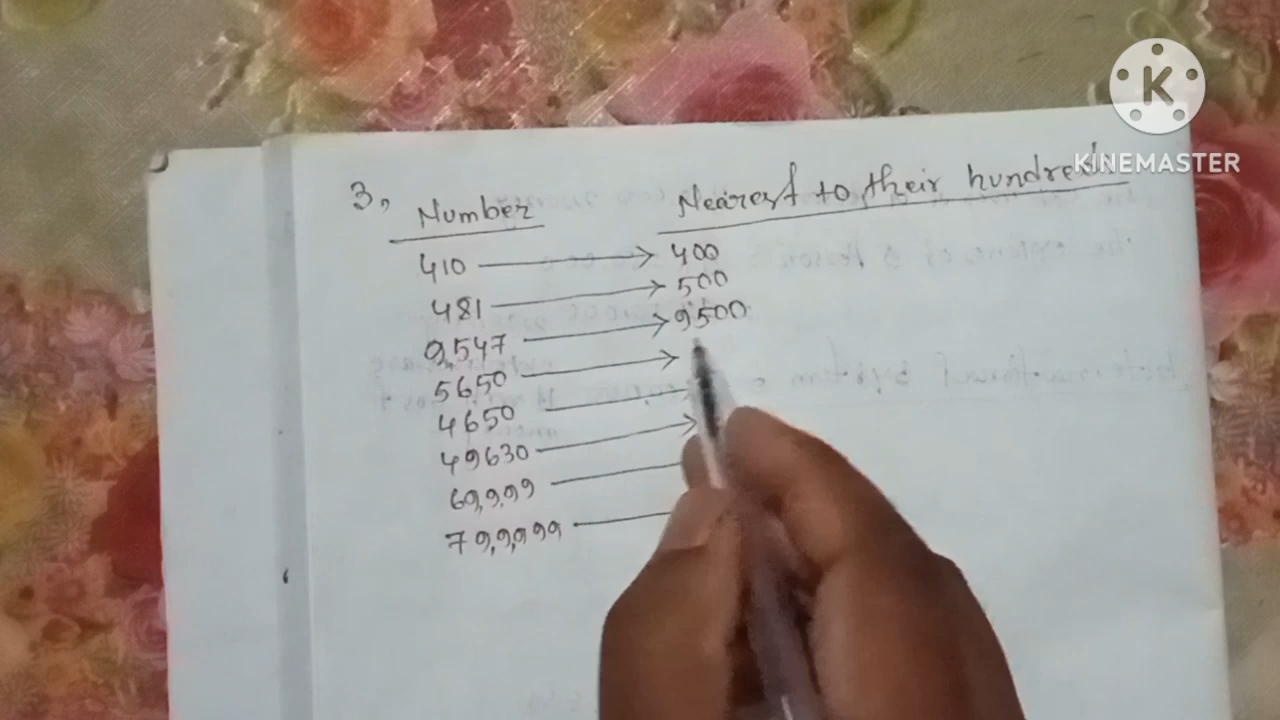 K
KINEMASTER
3,
Number Nearest to their hundred
410 → 400
481 → 500
9,547 → 9500
5650 →
4650
49630 →
69,999
79,9,999